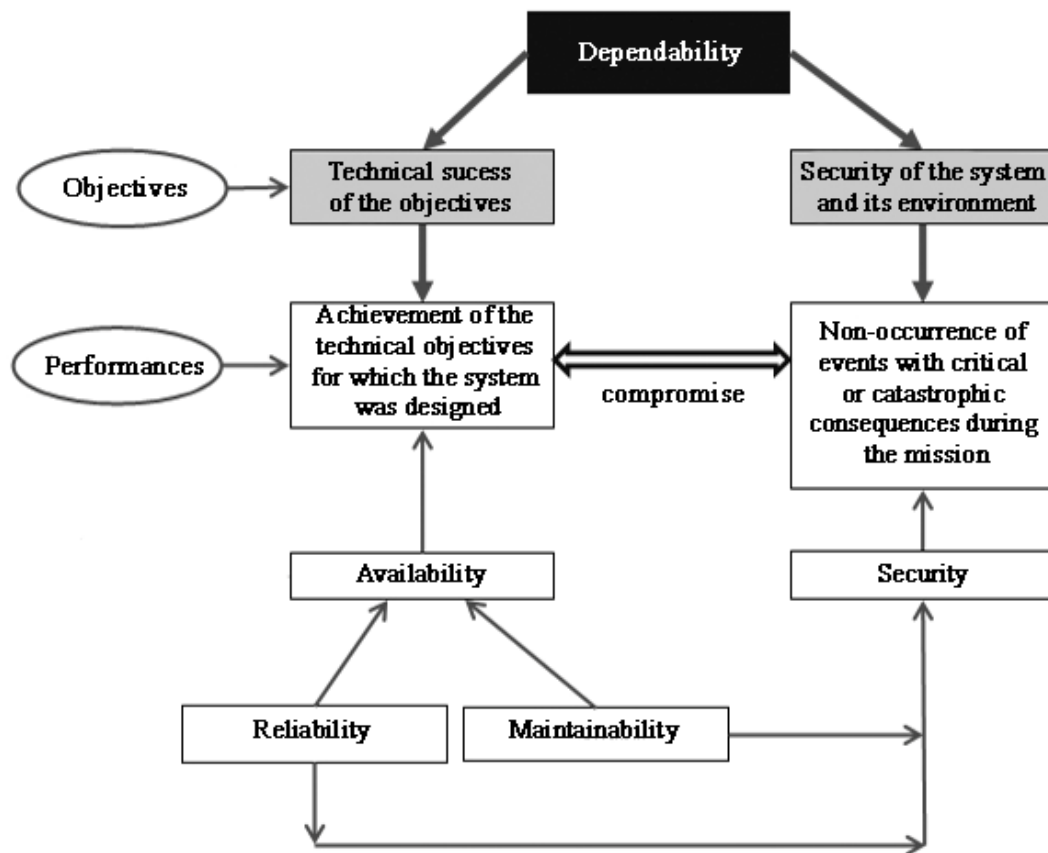 Dependability
Objectives
Technical sucess
of the objectives
Security of the system
and its environment
Performances
Achievement of the
technical objectives
for which the system
was designed
compromise
Non-occurrence of
events with critical
or catastrophic
consequences during
the mission
Availability
Security
Reliability
Maintainability